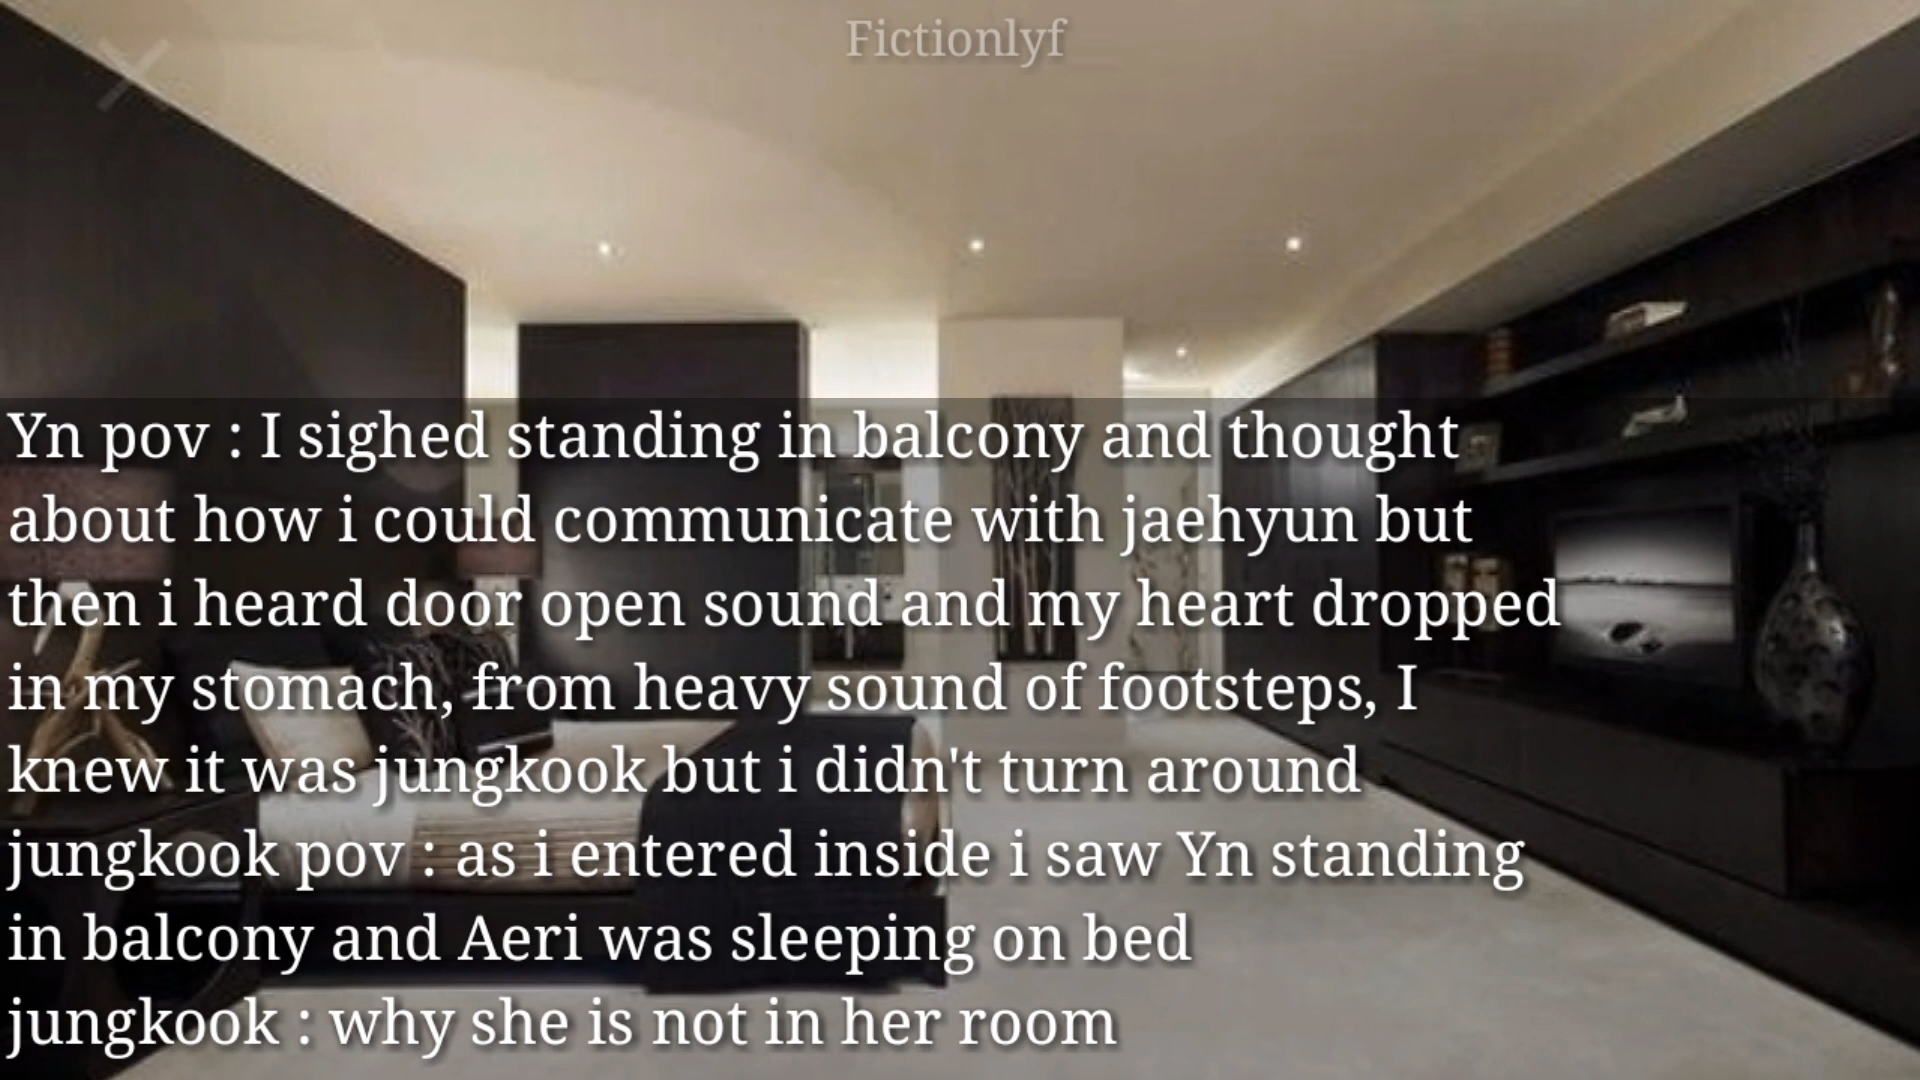 Fictionlyf
Yn pov : I sighed standing in balcony and thought
about how i could communicate with jaehyun but
then i heard door open sound and my heart dropped
in my stomach, from heavy sound of footsteps, I
knew it was jungkook but i didn't turn around
jungkook pov : as i entered inside i saw Yn standing
in balcony and Aeri was sleeping on bed
jungkook : why she is not in her room